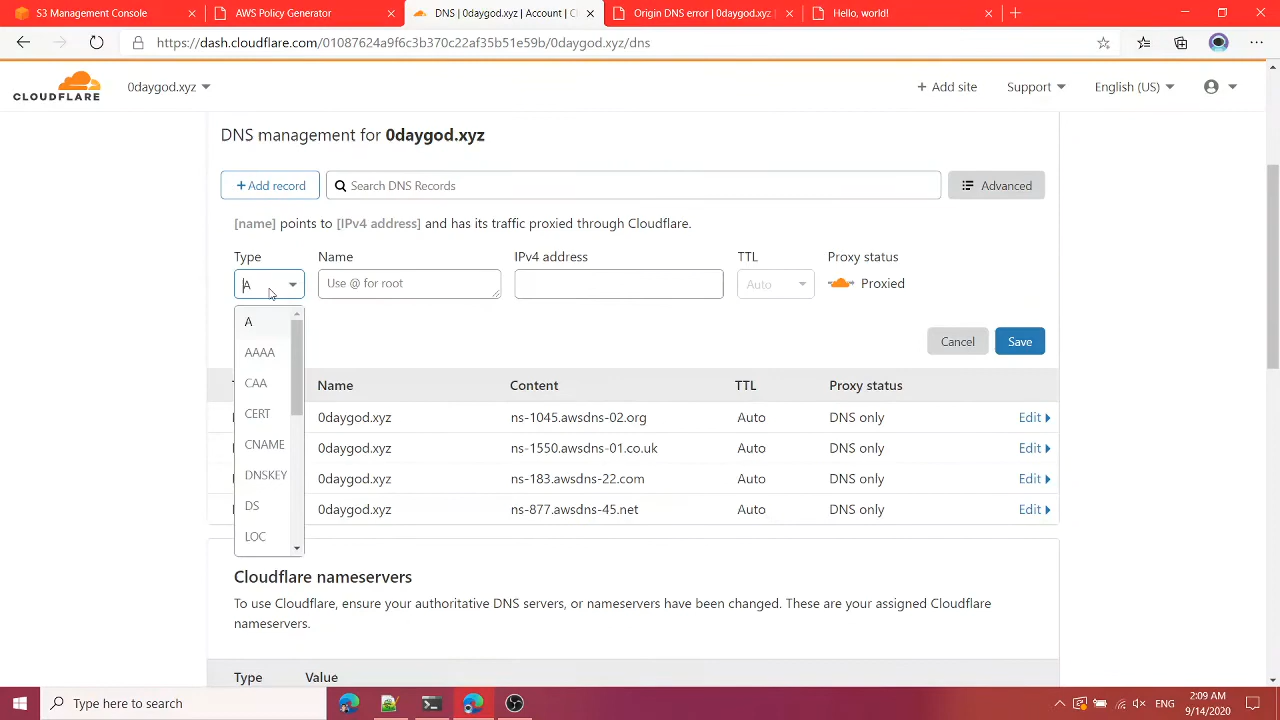 S3 Management Console
AWS Policy Generator
DNS | 0daygod.xyz | Account | Cl
Origin DNS error | 0daygod.xyz |
Hello, world!
https://dash.cloudflare.com/01087624a9f6c3b370c22af35b51e59b/0daygod.xyz/dns
CLOUDFLARE
0daygod.xyz
+ Add site
Support
English (US)
DNS management for 0daygod.xyz
+ Add record
Search DNS Records
Advanced
[name] points to [IPv4 address] and has its traffic proxied through Cloudflare.
Type Name IPv4 address TTL Proxy status
A Use @ for root Auto Proxied
A
AAAA
CAA
CERT
CNAME
DNSKEY
DS
LOC
Cancel Save
Name Content TTL Proxy status
0daygod.xyz ns-1045.awsdns-02.org Auto DNS only Edit
0daygod.xyz ns-1550.awsdns-01.co.uk Auto DNS only Edit
0daygod.xyz ns-183.awsdns-22.com Auto DNS only Edit
0daygod.xyz ns-877.awsdns-45.net Auto DNS only Edit
Cloudflare nameservers
To use Cloudflare, ensure your authoritative DNS servers, or nameservers have been changed. These are your assigned Cloudflare
nameservers.
Type Value
Type here to search
ENG
2:09 AM
9/14/2020